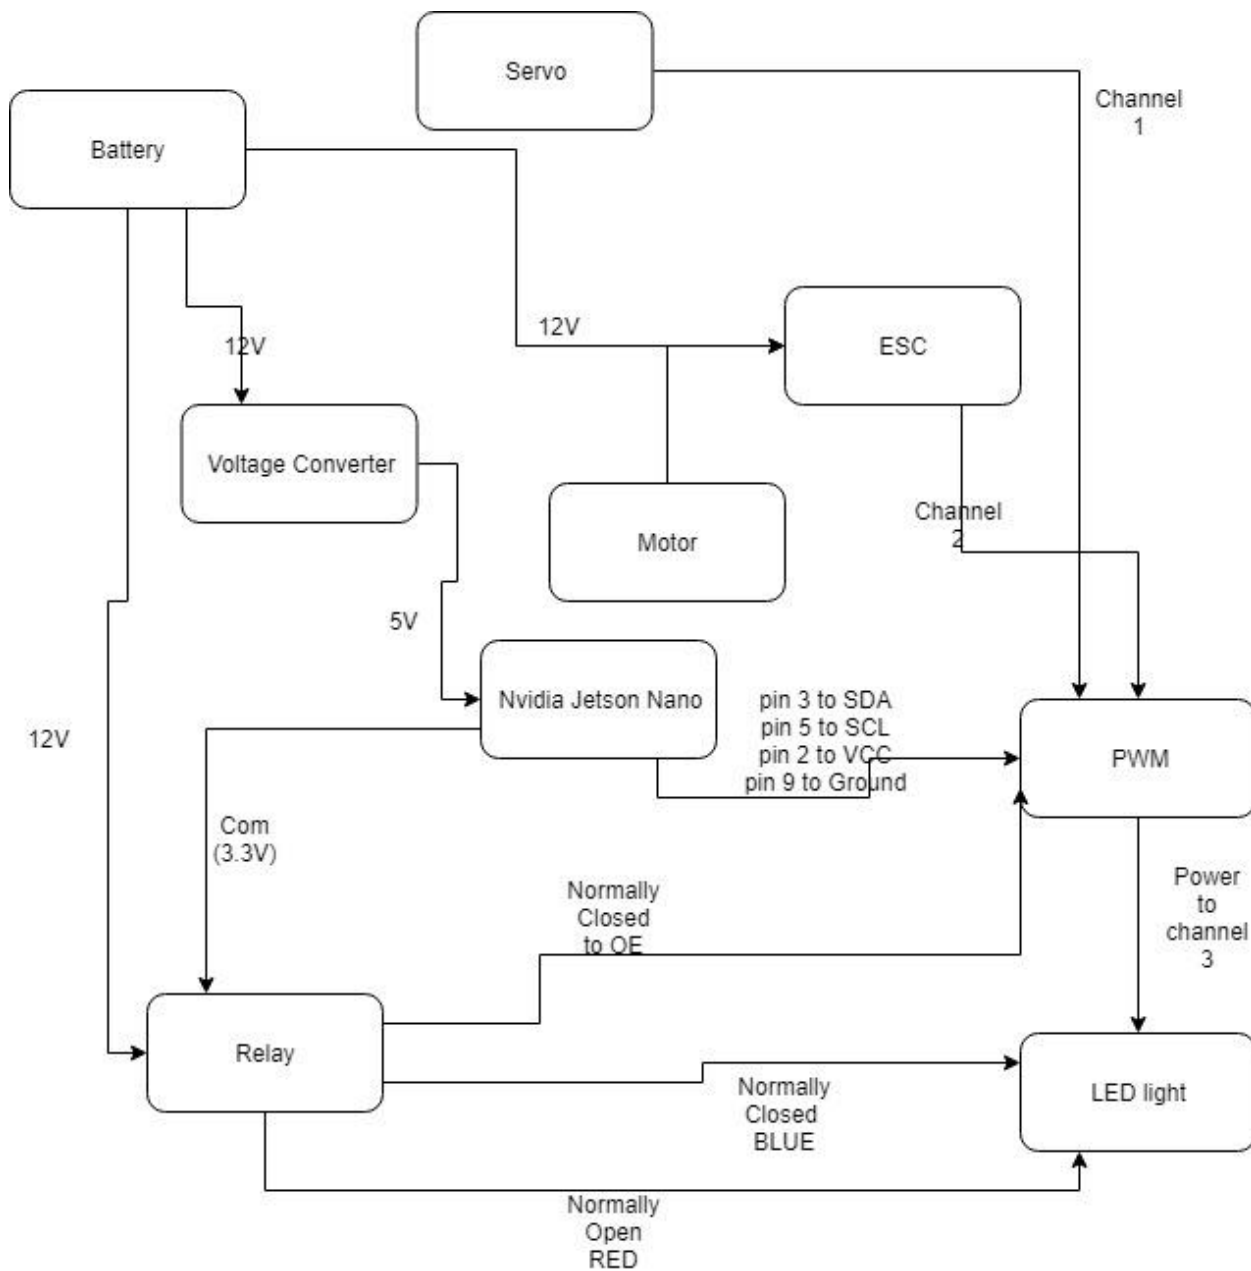 Servo
Channel
1
Battery
12V
12V
ESC
Voltage Converter
Channel
2
Motor
5V
Nvidia Jetson Nano
pin 3 to SDA
pin 5 to SCL
pin 2 to VCC
pin 9 to Ground
12V
PWM
Com
(3.3V)
Normally
Closed
to OE
Power
to
channel
3
Relay
LED light
Normally
Closed
BLUE
Normally
Open
RED